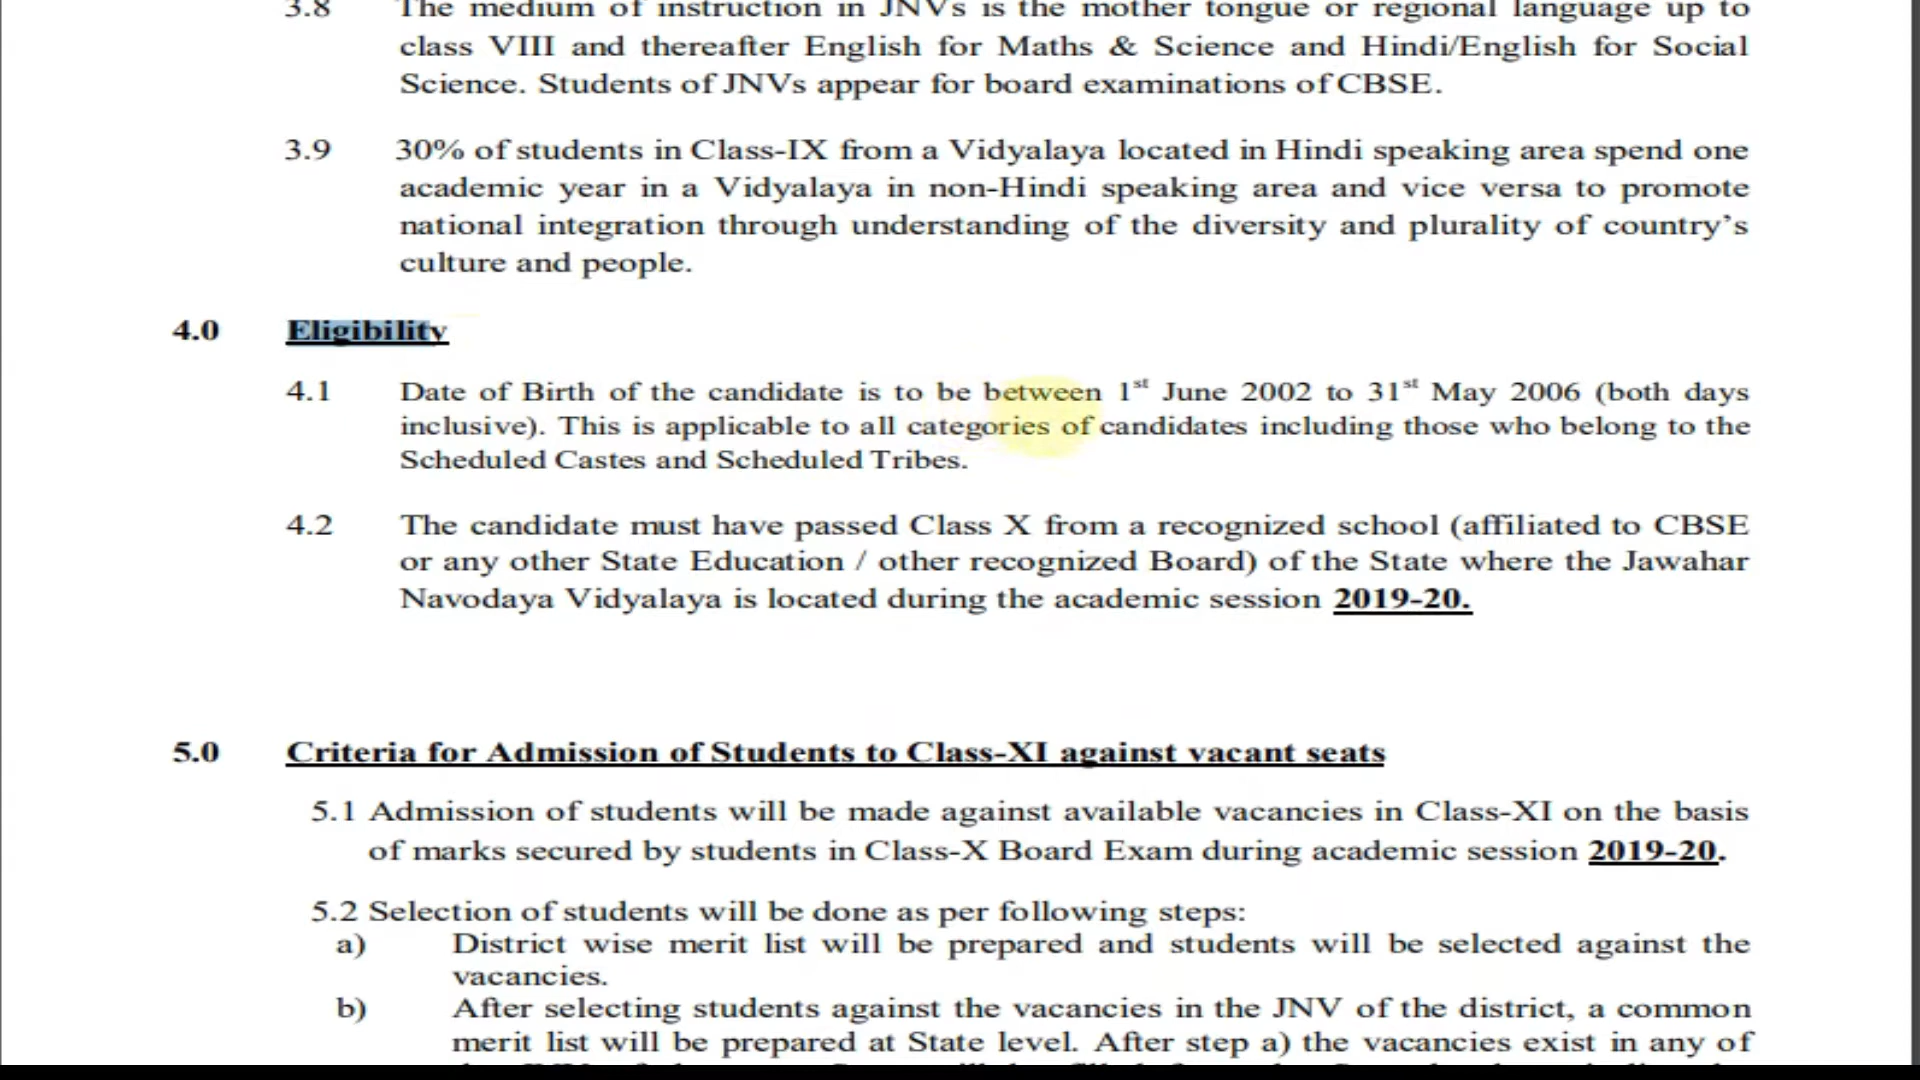 3.8 The medium of instruction in JNVs is the mother tongue or regional language up to
class VIII and thereafter English for Maths & Science and Hindi/English for Social
Science. Students of JNVs appear for board examinations of CBSE.
3.9 30% of students in Class-IX from a Vidyalaya located in Hindi speaking area spend one
academic year in a Vidyalaya in non-Hindi speaking area and vice versa to promote
national integration through understanding of the diversity and plurality of country’s
culture and people.
4.0 Eligibility
4.1 Date of Birth of the candidate is to be between 1st June 2002 to 31st May 2006 (both days
inclusive). This is applicable to all categories of candidates including those who belong to the
Scheduled Castes and Scheduled Tribes.
4.2 The candidate must have passed Class X from a recognized school (affiliated to CBSE
or any other State Education / other recognized Board) of the State where the Jawahar
Navodaya Vidyalaya is located during the academic session 2019-20.
5.0 Criteria for Admission of Students to Class-XI against vacant seats
5.1 Admission of students will be made against available vacancies in Class-XI on the basis
of marks secured by students in Class-X Board Exam during academic session 2019-20.
5.2 Selection of students will be done as per following steps:
a) District wise merit list will be prepared and students will be selected against the
vacancies.
b) After selecting students against the vacancies in the JNV of the district, a common
merit list will be prepared at State level. After step a) the vacancies exist in any of